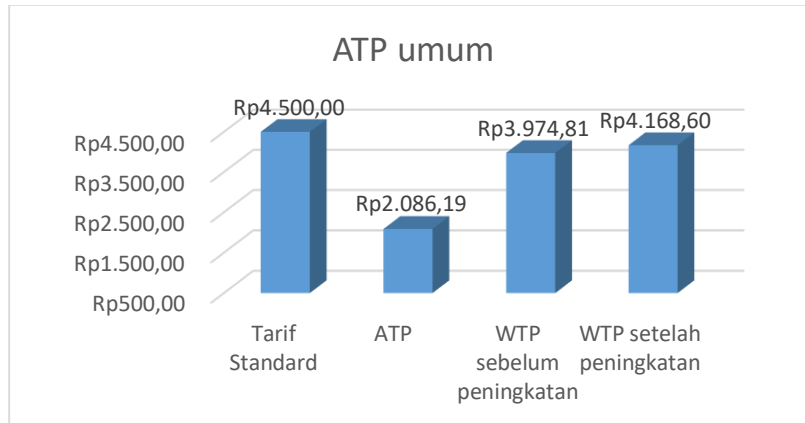 ATP umum
Rp4.500,00
Rp2.086,19
Rp3.974,81
Rp4.168,60
Rp4.500,00
Rp3.500,00
Rp2.500,00
Rp1.500,00
Rp500,00
Tarif
Standard
ATP
WTP
sebelum
peningkatan
WTP setelah
peningkatan